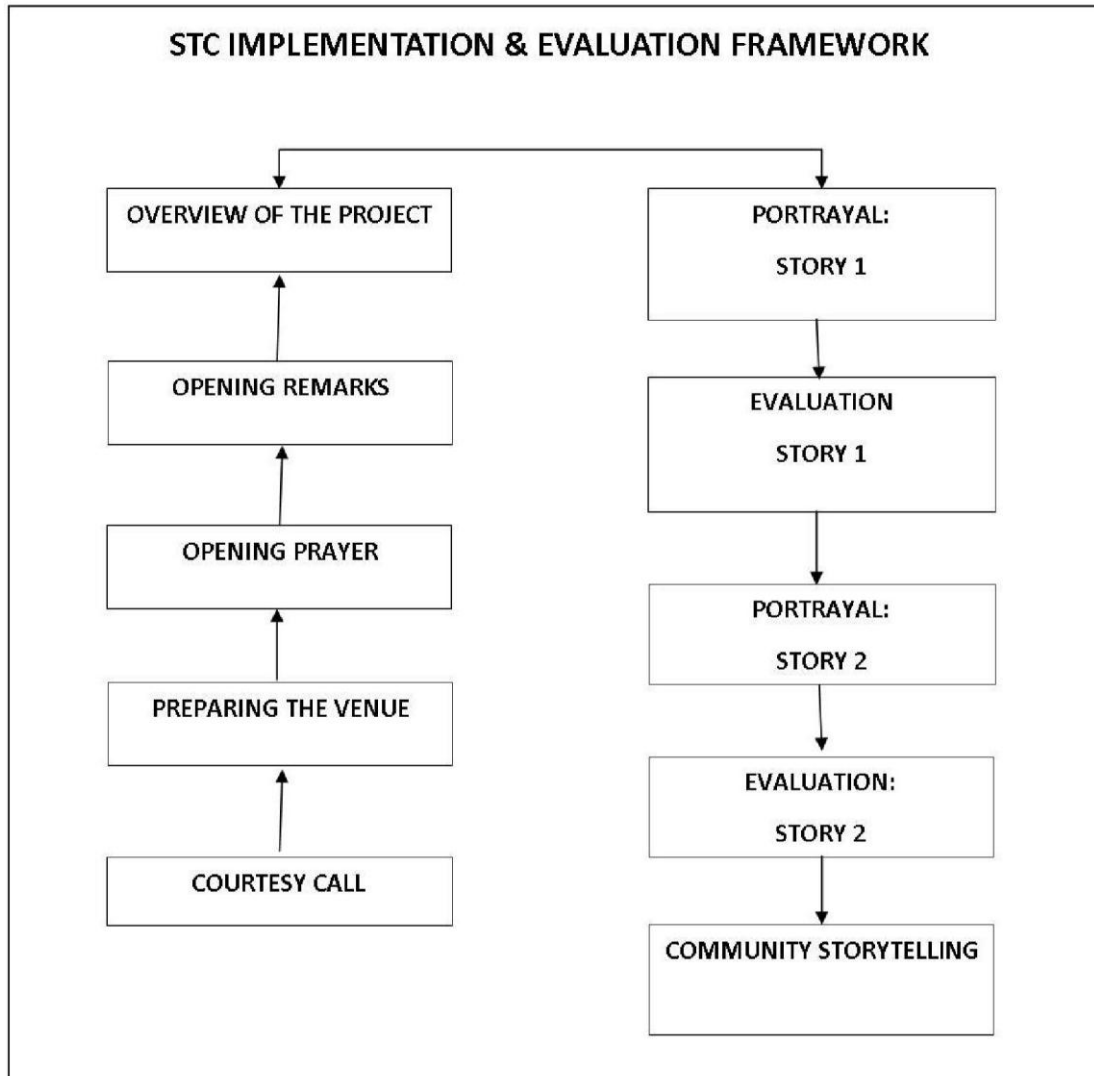 STC IMPLEMENTATION & EVALUATION FRAMEWORK
OVERVIEW OF THE PROJECT
OPENING REMARKS
OPENING PRAYER
PREPARING THE VENUE
COURTESY CALL
PORTRAYAL:
STORY 1
EVALUATION
STORY 1
PORTRAYAL:
STORY 2
EVALUATION:
STORY 2
COMMUNITY STORYTELLING